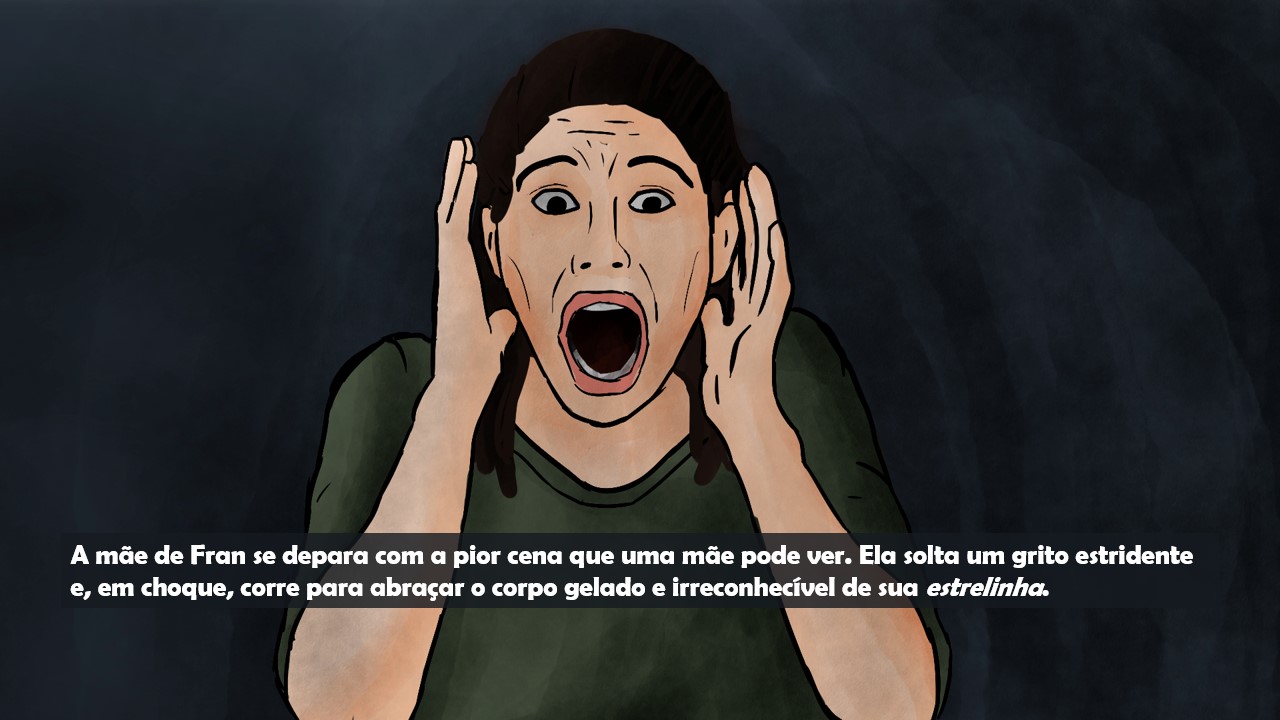 A mãe de Fran se depara com a pior cena que uma mãe pode ver. Ela solta um grito estridente
e, em choque, corre para abraçar o corpo gelado e irreconhecível de sua estrelinha.